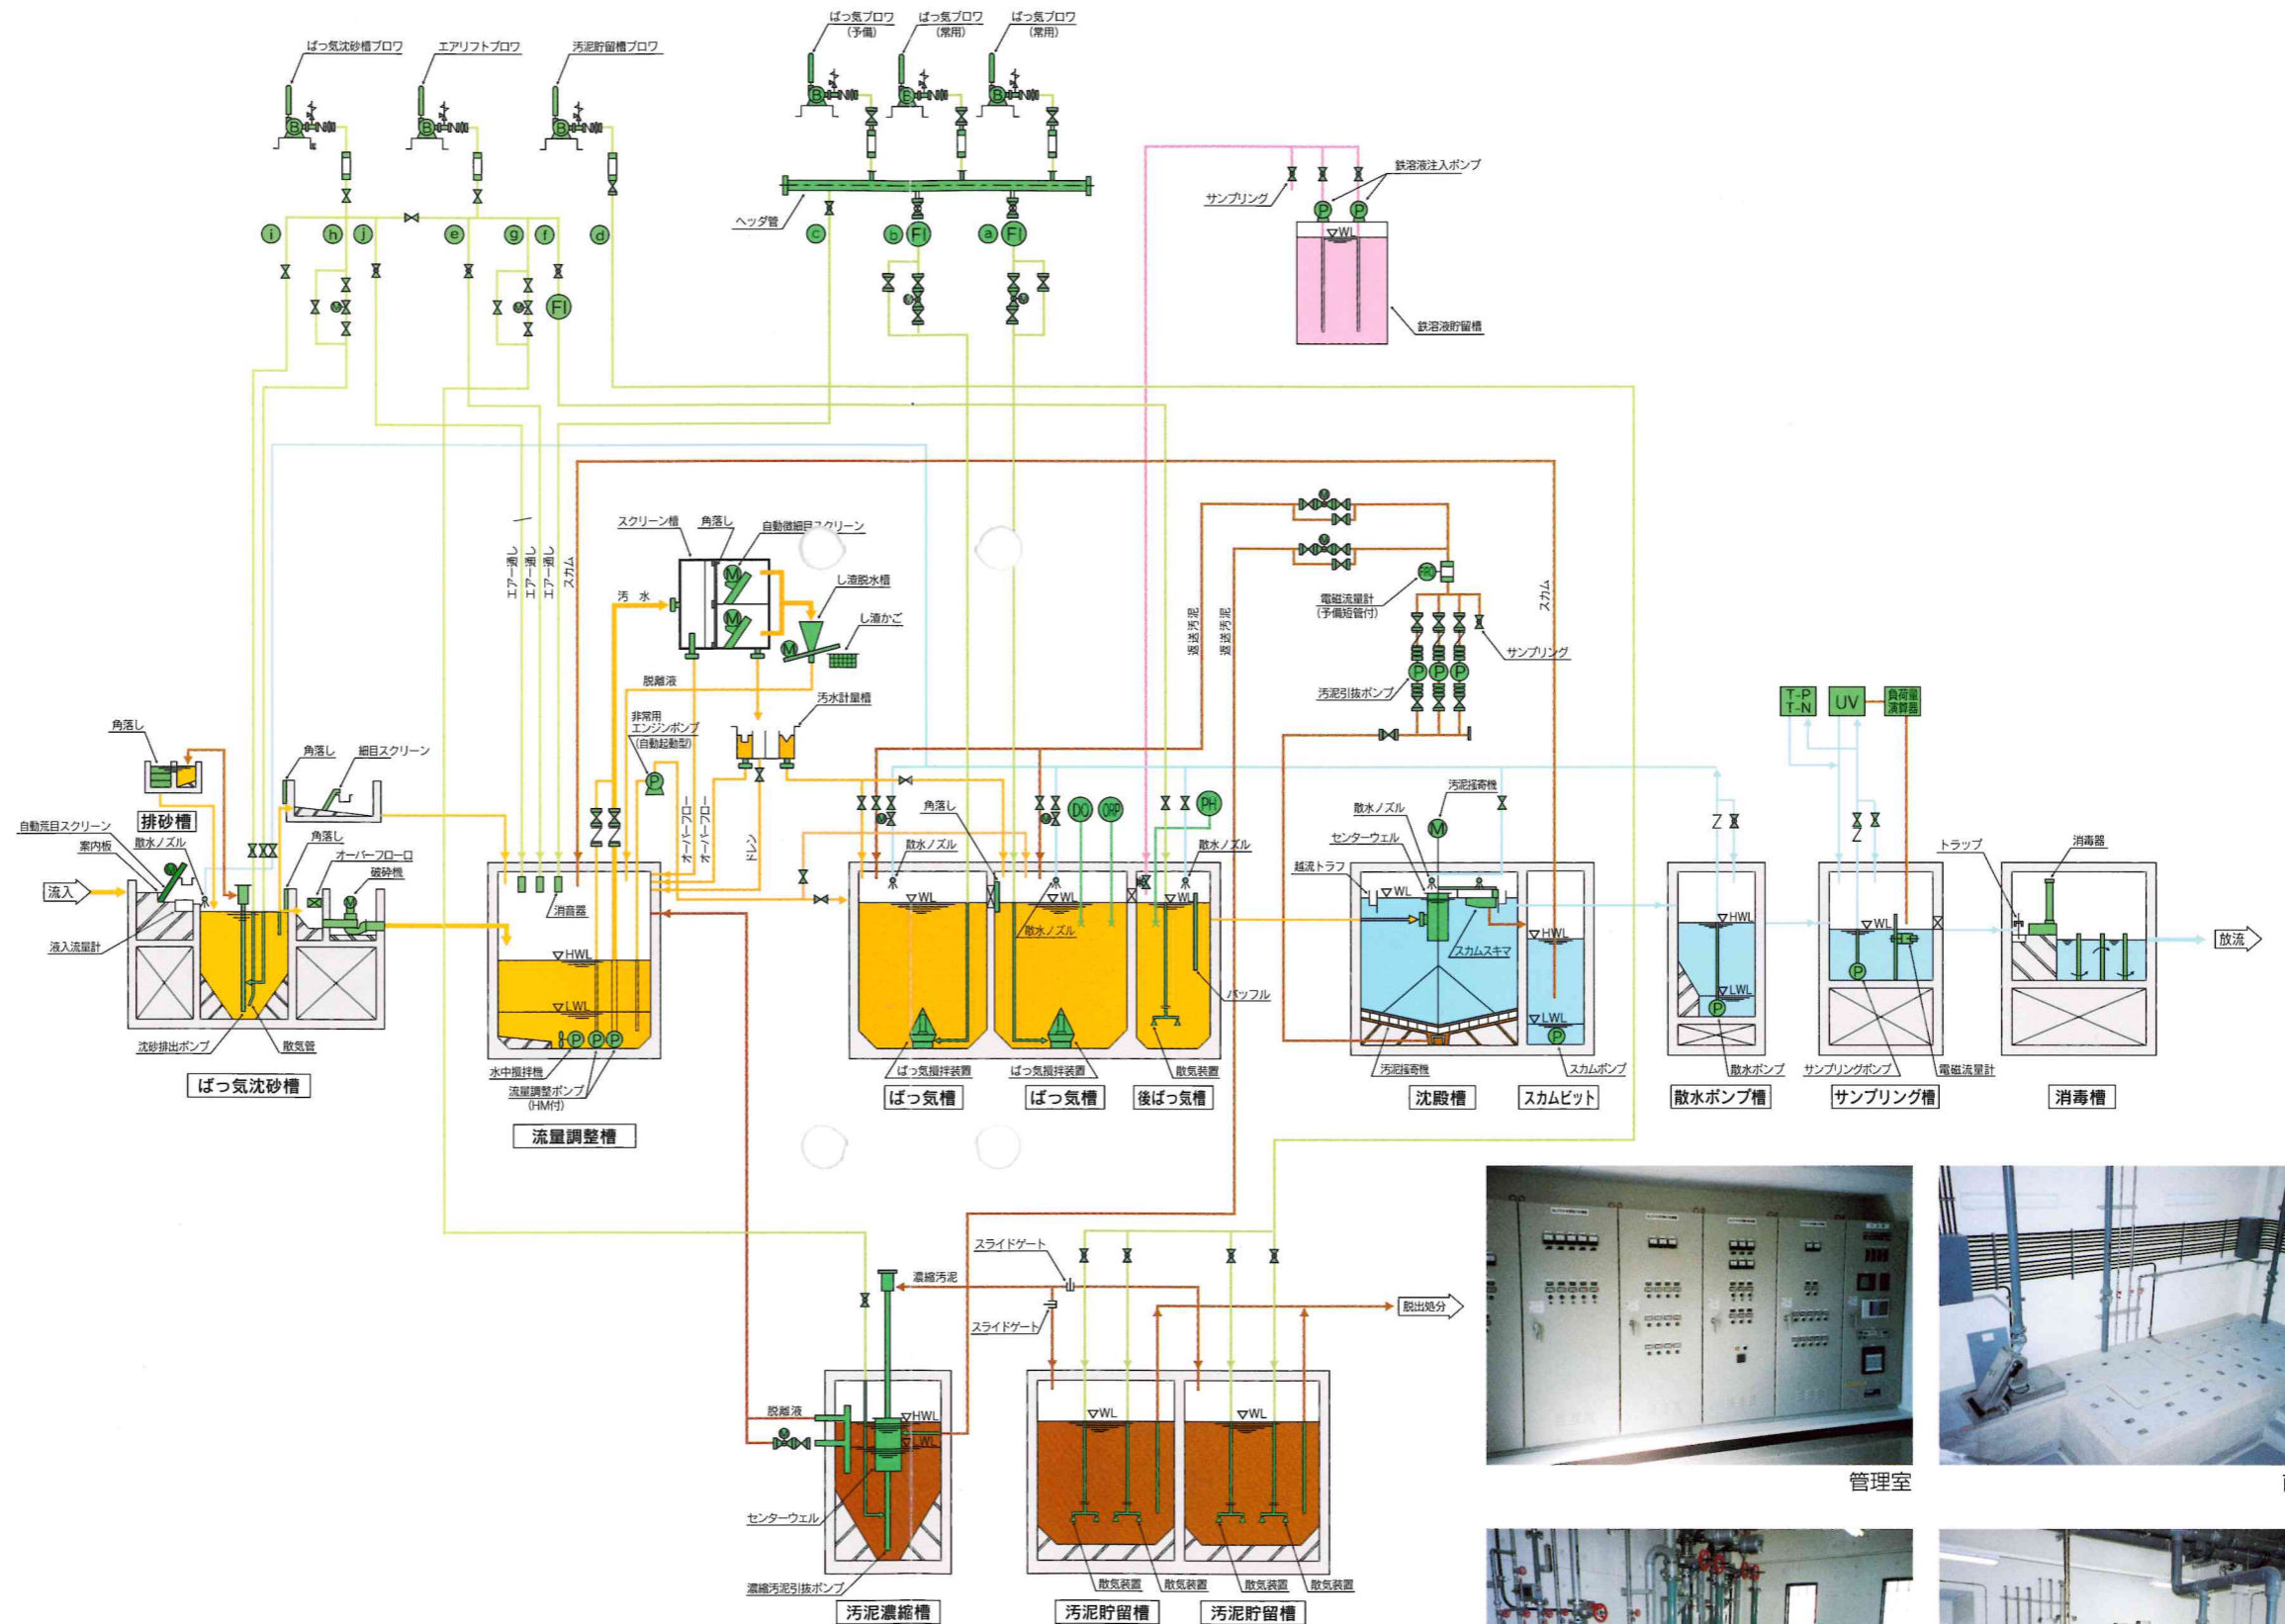 ばっ気沈砂槽ブロワ
エアリフトブロワ
汚泥貯留槽ブロワ
ばっ気ブロワ
(予備)
ばっ気ブロワ
(常用)
ばっ気ブロワ
(常用)
B
B
B
B
B
B
ヘッダ管
サンプリング
鉄溶液注入ポンプ
P
P
WL
鉄溶液貯留槽
i
h
j
e
g
f
d
c
b
FI
a
FI
M
M
FI
M
M
エアー通し
エアー通し
エアー通し
スカム
スクリーン槽
角落し
自動微細目スクリーン
M
M
汚水
し渣脱水槽
し渣かご
M
脱離液
汚水計量槽
非常用
エンジンポンプ
(自動起動型)
P
オーバーフロー
オーバーフロー
ドレン
返送汚泥
返送汚泥
M
M
電磁流量計
(予備短管付)
サンプリング
P
P
P
汚泥引抜ポンプ
スカム
T-P
T-N
UV
負荷量
演算器
角落し
排砂槽
角落し
細目スクリーン
自動荒目スクリーン
案内板
散水ノズル
角落し
オーバーフロー口
破砕機
M
流入
液入流量計
沈砂排出ポンプ
散気管
ばっ気沈砂槽
消音器
HWL
LWL
P
P
P
水中撹拌機
流量調整ポンプ
(HM付)
流量調整槽
M
散水ノズル
角落し
M
DO
ORP
PH
散水ノズル
WL
WL
WL
散水ノズル
バッフル
ばっ気撹拌装置
ばっ気撹拌装置
散気装置
ばっ気槽
ばっ気槽
後ばっ気槽
汚泥掻寄機
散水ノズル
M
センターウェル
越流トラフ
WL
スカムスキマ
HWL
LWL
P
汚泥掻寄機
スカムポンプ
沈殿槽
スカムピット
HWL
LWL
P
散水ポンプ
散水ポンプ槽
WL
P
サンプリングポンプ
電磁流量計
サンプリング槽
トラップ
消毒器
消毒槽
放流
スライドゲート
濃縮汚泥
スライドゲート
脱出処分
脱離液
M
HWL
LWL
センターウェル
濃縮汚泥引抜ポンプ
汚泥濃縮槽
WL
WL
散気装置
散気装置
散気装置
散気装置
汚泥貯留槽
汚泥貯留槽
管理室